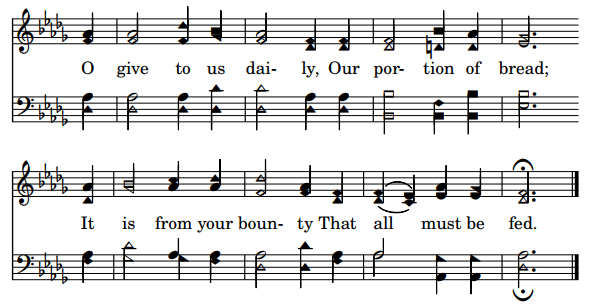 O give to us dai- ly, Our por- tion of bread;
It is from your boun- ty That all must be fed.